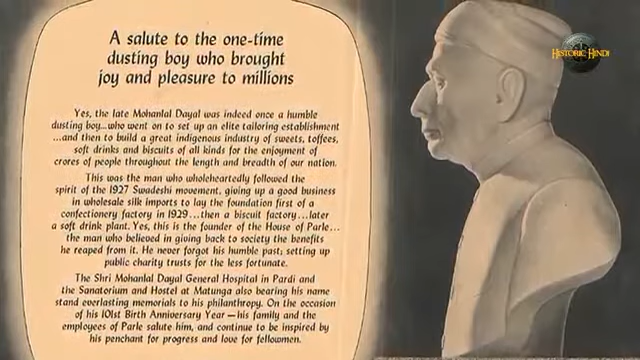 A salute to the one-time
dusting boy who brought
joy and pleasure to millions
Yes, the late Mohanlal Dayal was indeed once a humble
dusting boy...who went on to set up an elite tailoring establishment
...and then to build a great indigenous industry of sweets, toffees,
soft drinks and biscuits of all kinds for the enjoyment of
crores of people throughout the length and breadth of our nation.
This was the man who wholeheartedly followed the
spirit of the 1927 Swadeshi movement, giving up a good business
in wholesale silk imports to lay the foundation first of a
confectionery factory in 1929...then a biscuit factory...later
a soft drink plant. Yes, this is the founder of the House of Parle...
the man who believed in giving back to society the benefits
he reaped from it. He never forgot his humble past; setting up
public charity trusts for the less fortunate.
The Shri Mohanlal Dayal General Hospital in Pardi and
the Sanatorium and Hostel at Matunga also bearing his name
stand everlasting memorials to his philanthropy. On the occasion
of his 101st Birth Anniversary Year—his family and the
employees of Parle salute him, and continue to be inspired by
his penchant for progress and love for fellowmen.
HISTORIC HINDI